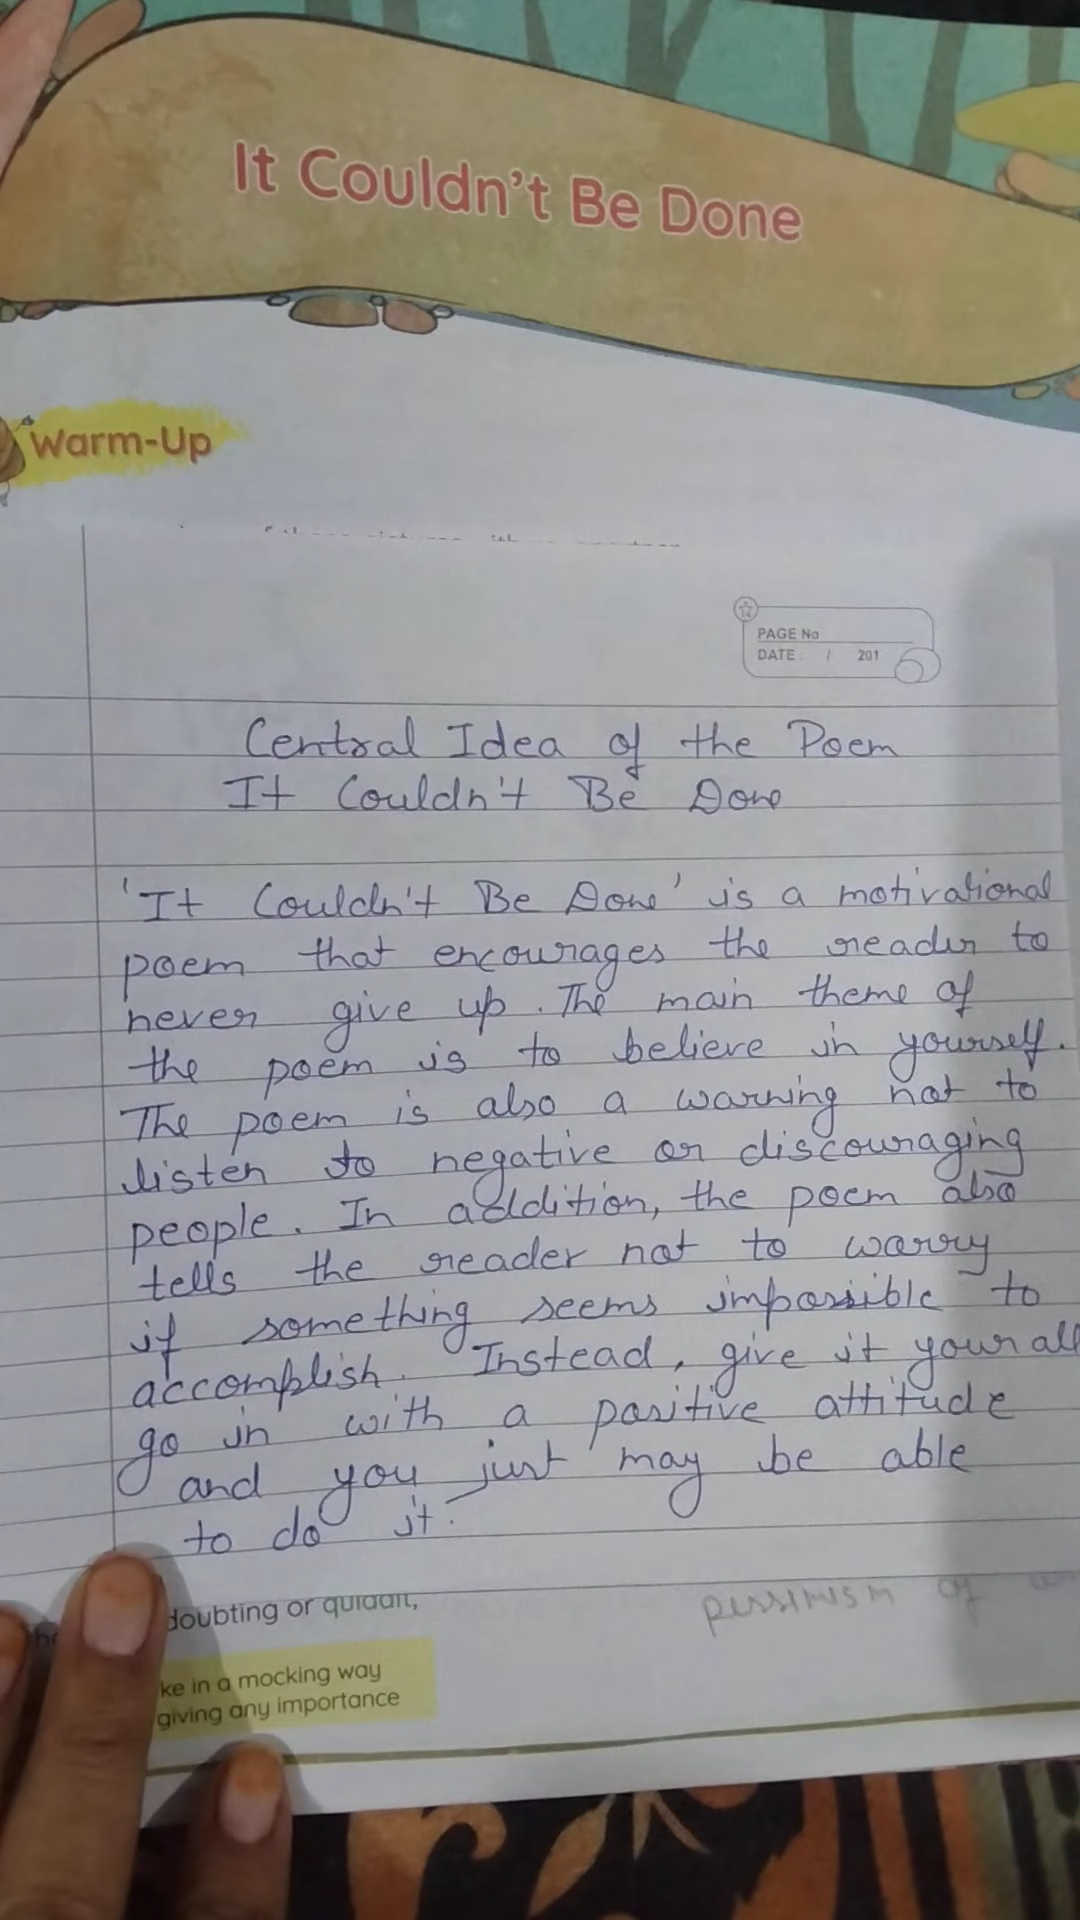 It Couldn't Be Done
Warm-Up
PAGE No
DATE : / 201
Central Idea of the Poem
It Couldn't Be Done
'It Couldn't Be Done' is a motivational
poem that encourages the reader to
never give up. The main theme of
the poem is to believe in yourself.
The poem is also a warning not to
listen to negative or discouraging
people. In addition, the poem also
tells the reader not to worry
if something seems impossible to
accomplish. Instead, give it your all
go in with a positive attitude
and you just may be able
to do it.
doubting or
pessimism of
ke in a mocking way
giving any importance